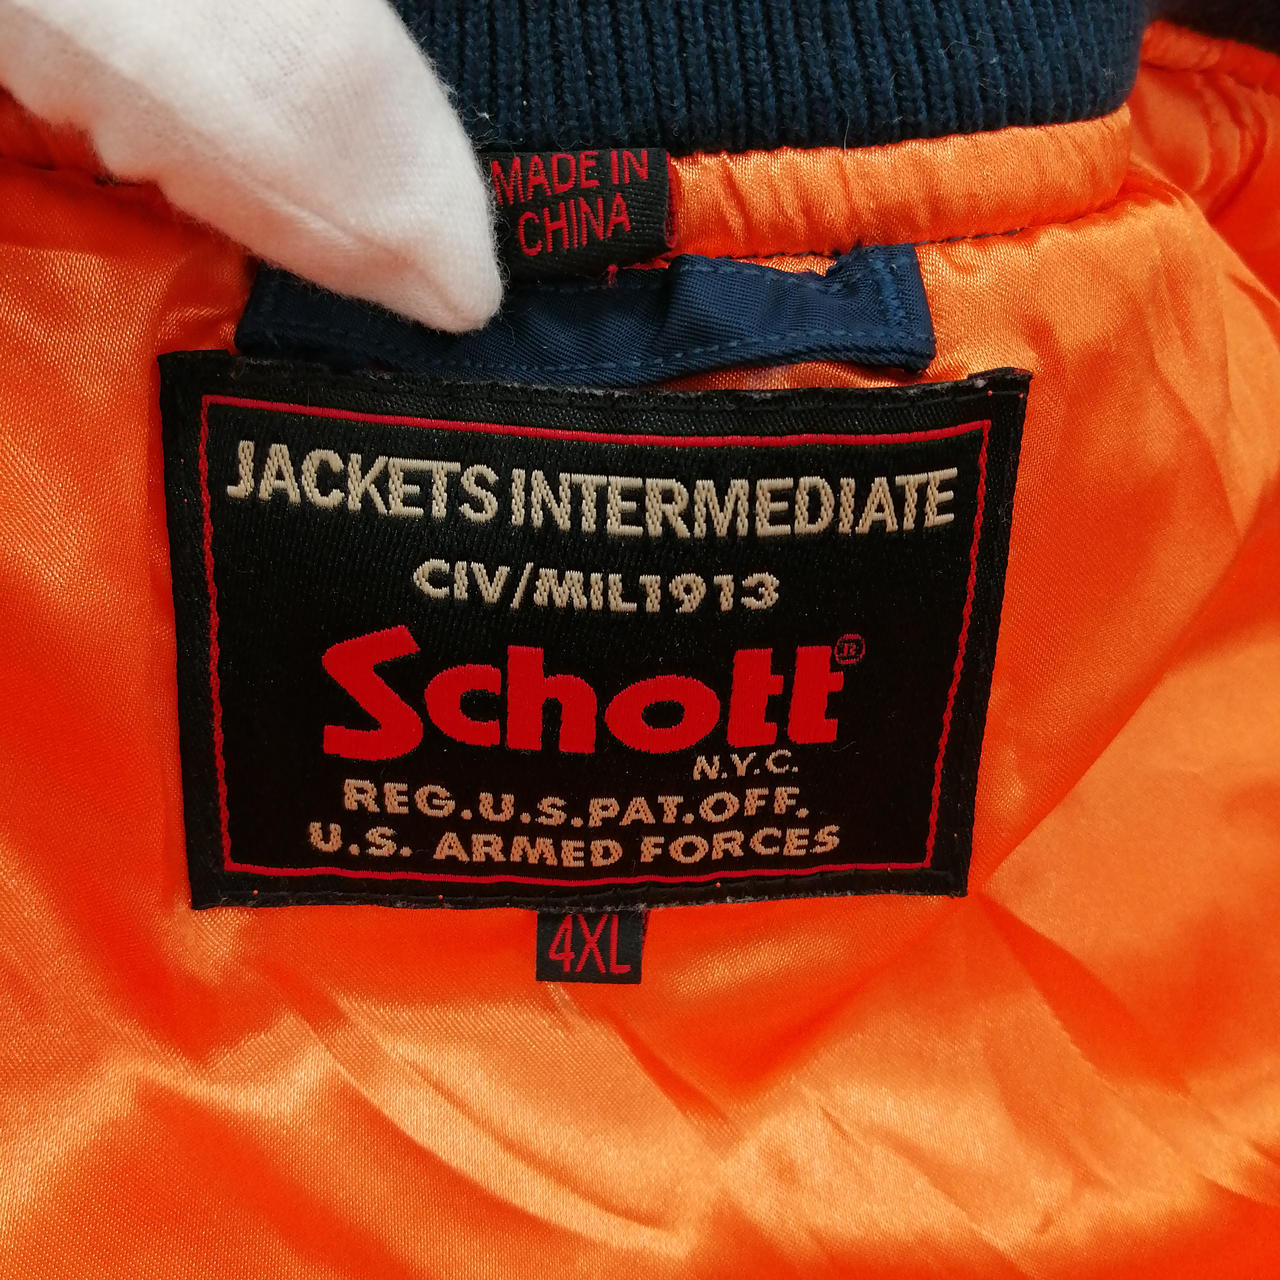 MADE IN
CHINA
JACKETS INTERMEDIATE
CIV/MIL1913
Schott®
N.Y.C.
REG.U.S.PAT.OFF.
U.S. ARMED FORCES
4XL